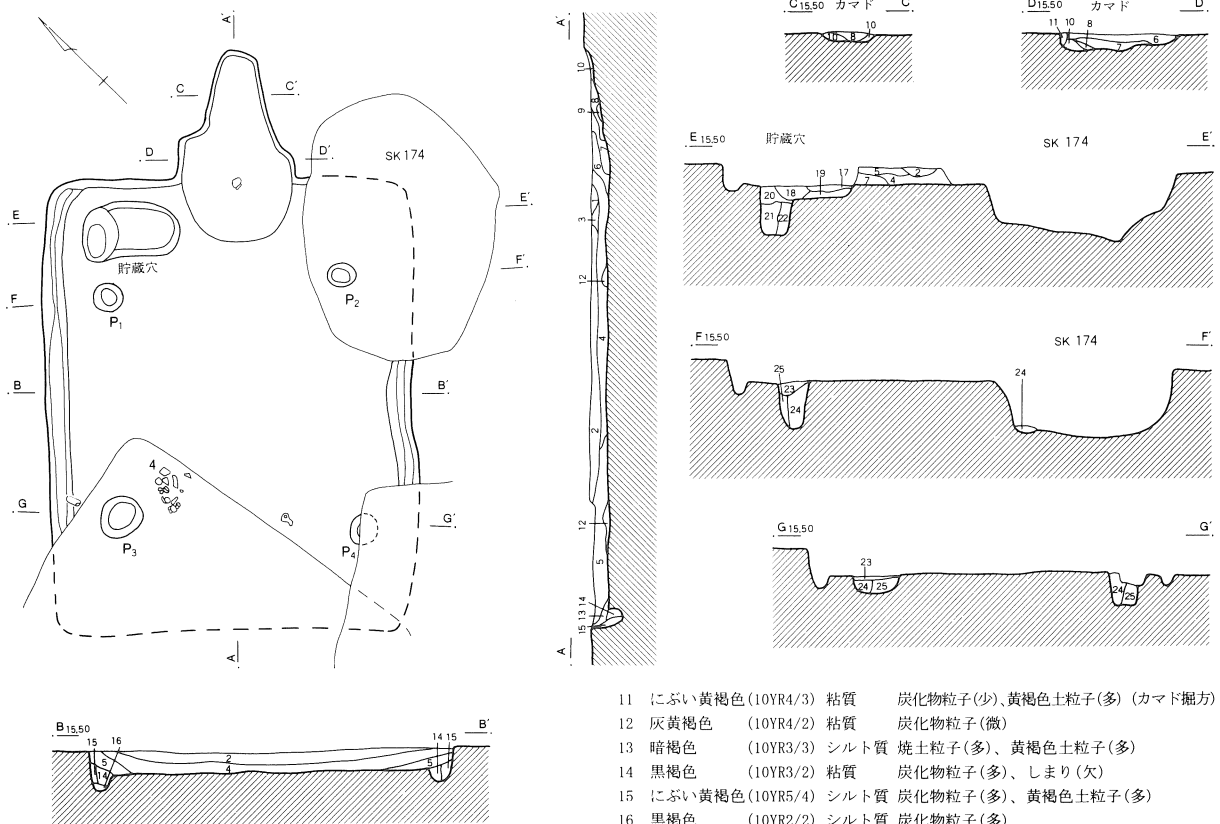 C15.50 カマド C´
D15.50 カマド D´
10 8 10
11 10 8 6 7
A´
C C´
D D´
SK 174
E E´
貯蔵穴
F F´
P1
P2
B B´
4
G G´
P3
P4
A
A´
10
8
9
6
3
12
4
2
12
5
14
13
15
A
E15.50 貯蔵穴 SK 174 E´
19 17 5 2
20 18 7 4
21 22
F15.50 SK 174 F´
25 24
23
24
G15.50 G´
23
24 25 24 25
B15.50 B´
15 16 14 15
2
5 4 5
14
11 にぶい黄褐色(10YR4/3) 粘質 炭化物粒子(少)、黄褐色土粒子(多) (カマド掘方)
12 灰黄褐色 (10YR4/2) 粘質 炭化物粒子(微)
13 暗褐色 (10YR3/3) シルト質 焼土粒子(多)、黄褐色土粒子(多)
14 黒褐色 (10YR3/2) 粘質 炭化物粒子(多)、しまり(欠)
15 にぶい黄褐色(10YR5/4) シルト質 炭化物粒子(多)、黄褐色土粒子(多)
16 黒褐色 (10YR2/2) シルト質 炭化物粒子(多)